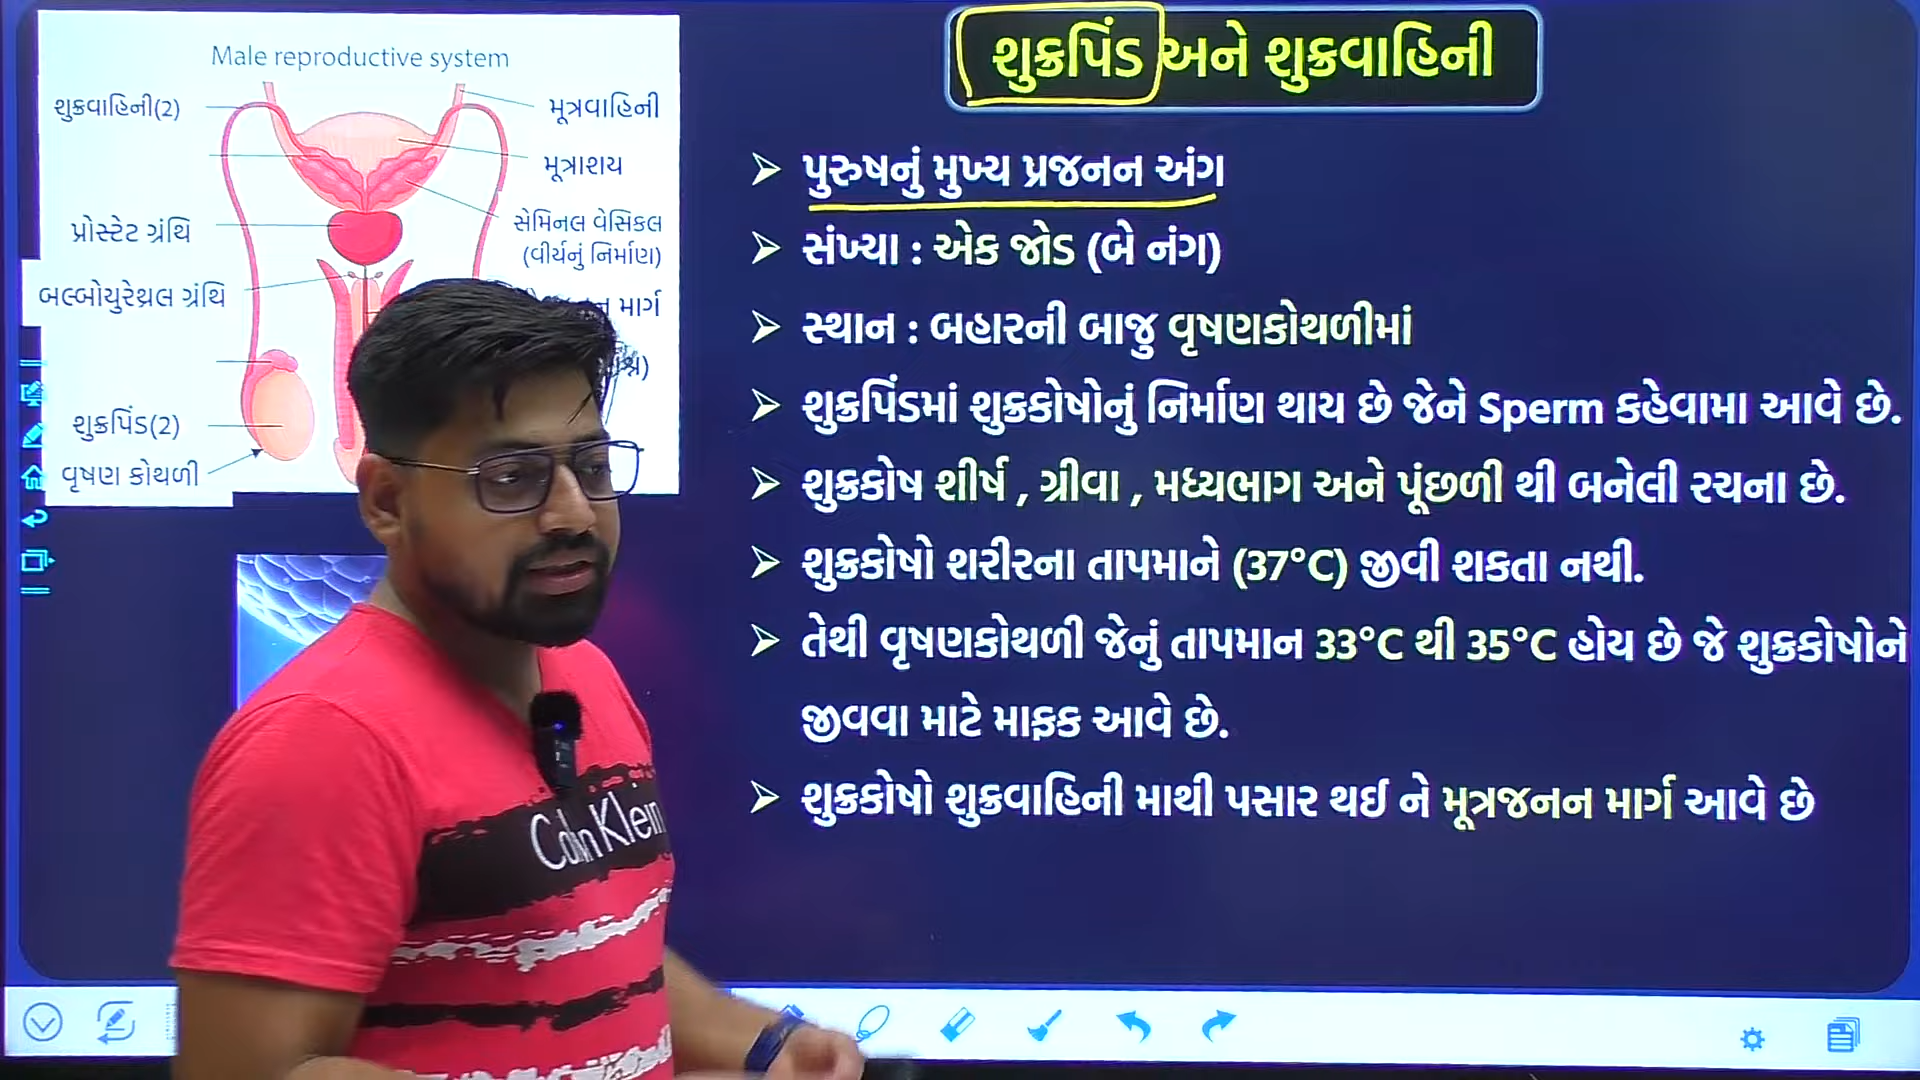 Male reproductive system
શુક્રવાહિની(2)
મૂત્રવાહિની
મૂત્રાશય
પ્રોસ્ટેટ ગ્રંથિ
સેમિનલ વેસિકલ
(વીર્યનું નિર્માણ)
બલ્બોયુરેથ્રલ ગ્રંથિ
માર્ગ
શુક્રપિંડ(2)
વૃષણ કોથળી
શુક્રપિંડ અને શુક્રવાહિની
પુરુષનું મુખ્ય પ્રજનન અંગ
સંખ્યા : એક જોડ (બે નંગ)
સ્થાન : બહારની બાજુ વૃષણકોથળીમાં
શુક્રપિંડમાં શુક્રકોષોનું નિર્માણ થાય છે જેને Sperm કહેવામા આવે છે.
શુક્રકોષ શીર્ષ , ગ્રીવા , મધ્યભાગ અને પૂંછળી થી બનેલી રચના છે.
શુક્રકોષો શરીરના તાપમાને (37°C) જીવી શકતા નથી.
તેથી વૃષણકોથળી જેનું તાપમાન 33°C થી 35°C હોય છે જે શુક્રકોષોને
જીવવા માટે માફક આવે છે.
શુક્રકોષો શુક્રવાહિની માથી પસાર થઈ ને મૂત્રજનન માર્ગ આવે છે
Calvin Klein